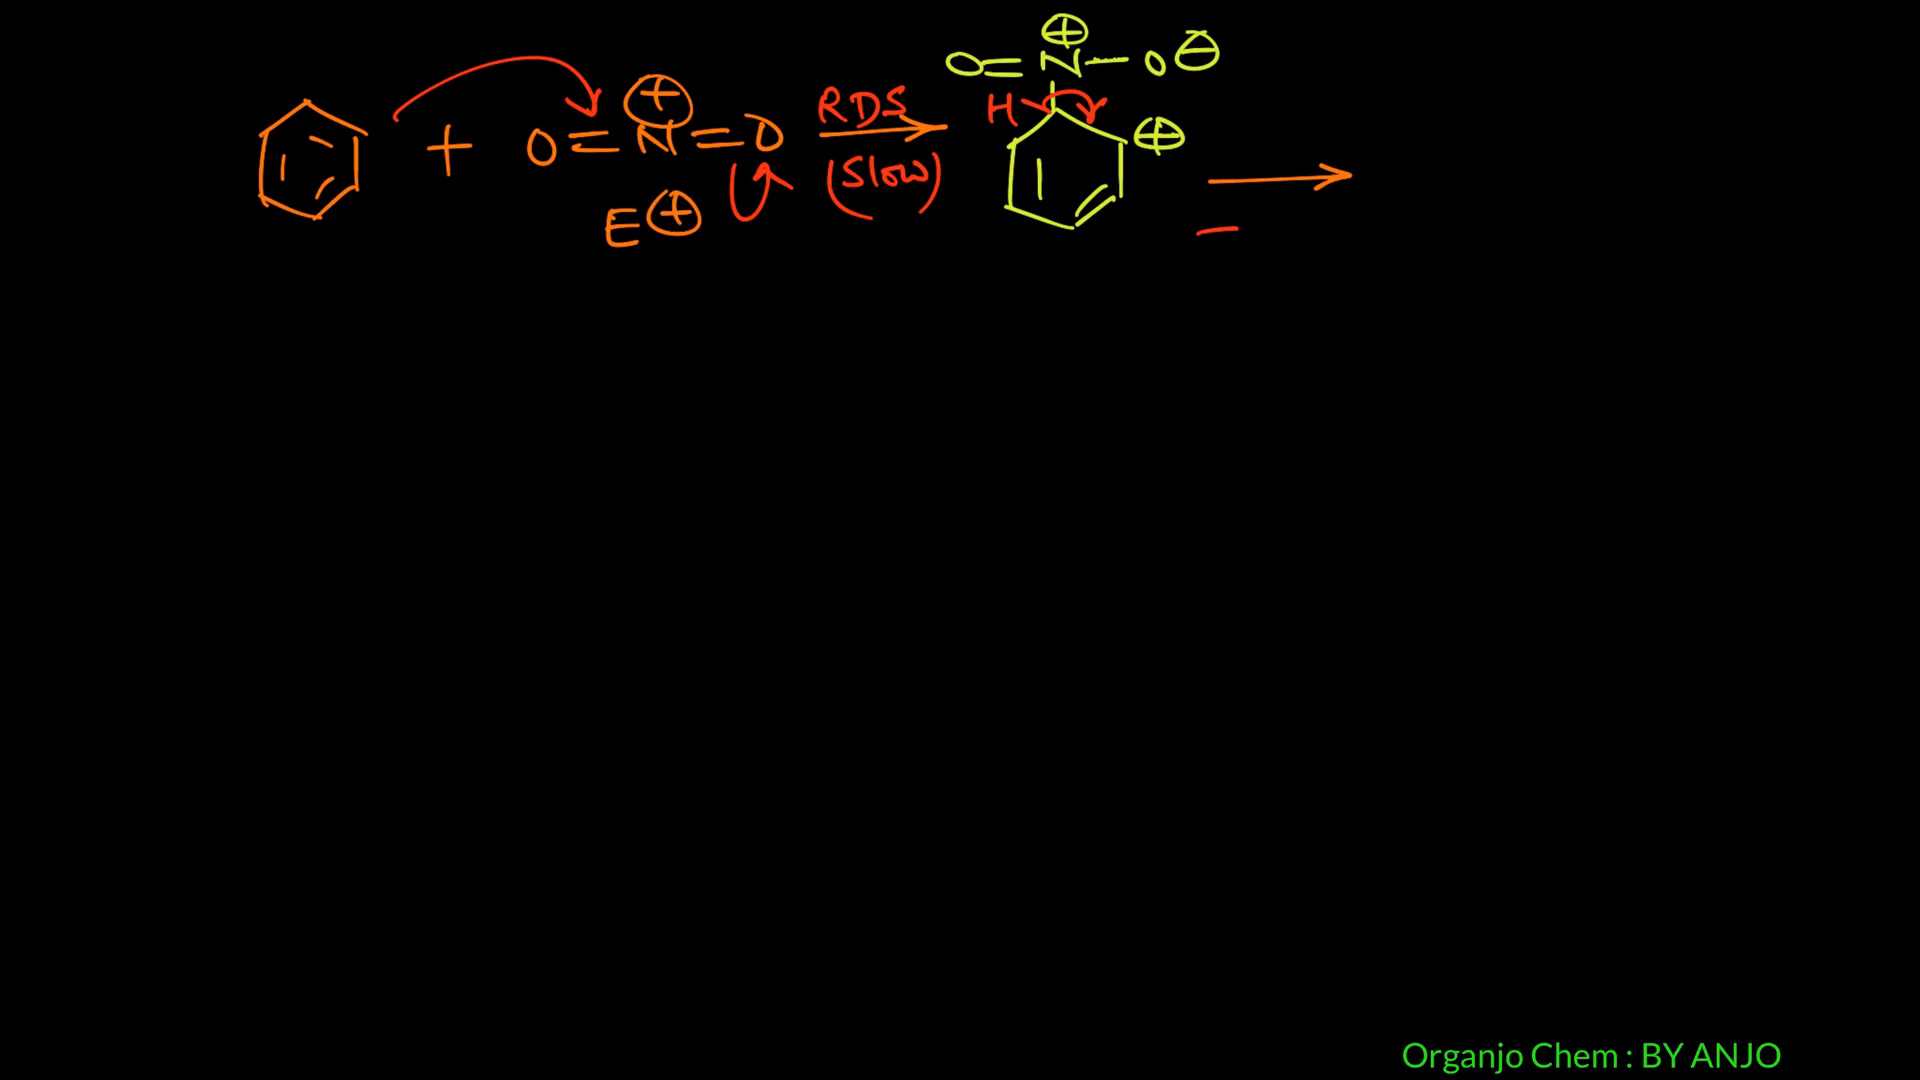 O=N⊕=O
E⊕
RDS
(Slow)
O=N⊕–O⊖
H
⊕
Organjo Chem : BY ANJO